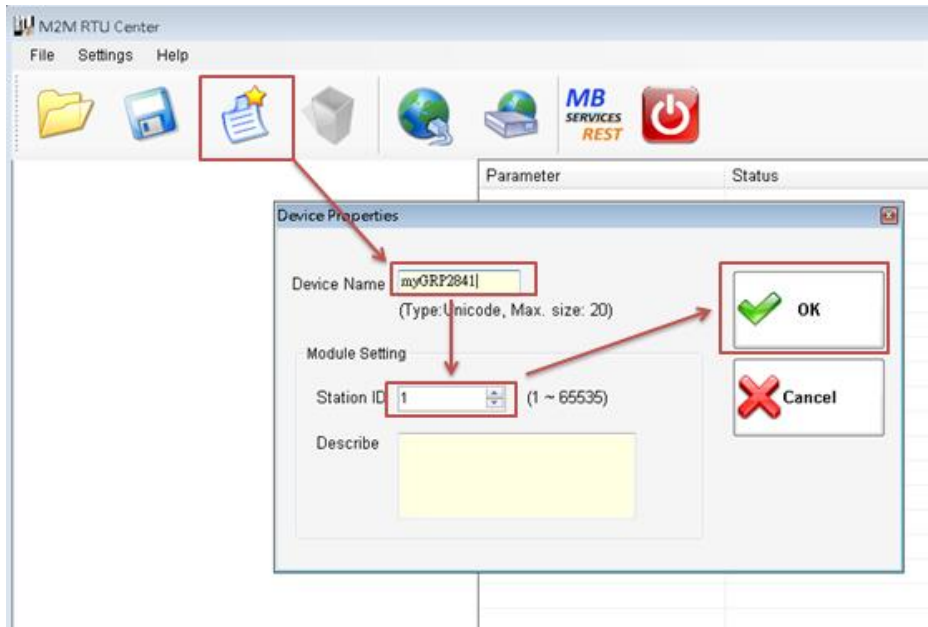 M2M RTU Center
File Settings Help
MB
SERVICES
REST
Parameter Status
Device Properties
Device Name myGRP2841
(Type:Unicode, Max. size: 20)
OK
Module Setting
Station ID 1 (1 ~ 65535)
Cancel
Describe